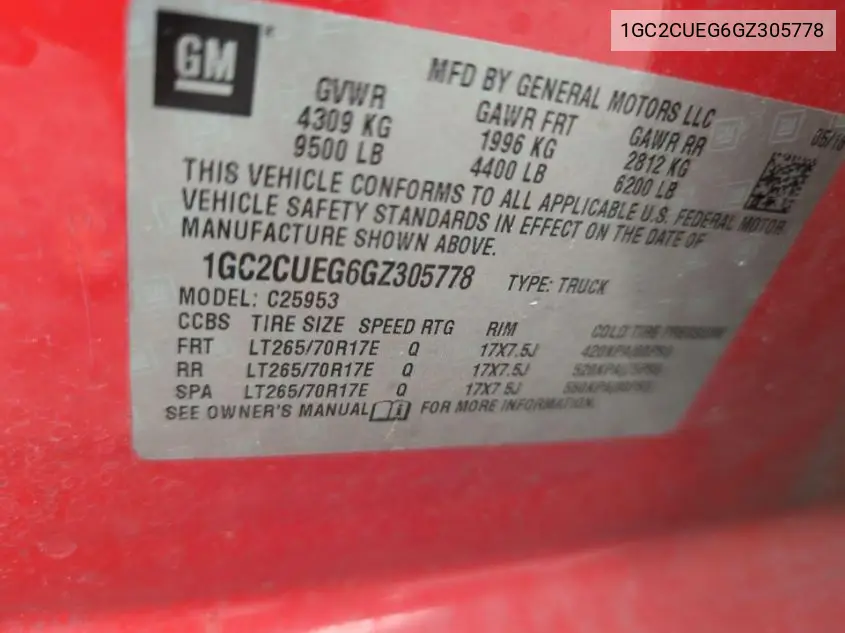 1GC2CUEG6GZ305778
GM
MFD BY GENERAL MOTORS LLC
GVWR GAWR FRT GAWR RR
4309 KG 1996 KG 2812 KG
9500 LB 4400 LB 6200 LB
THIS VEHICLE CONFORMS TO ALL APPLICABLE U.S. FEDERAL MOTOR
VEHICLE SAFETY STANDARDS IN EFFECT ON THE DATE OF
MANUFACTURE SHOWN ABOVE.
1GC2CUEG6GZ305778 TYPE: TRUCK
MODEL: C25953
CCBS TIRE SIZE SPEED RTG RIM COLD TIRE PRESSURE
FRT LT265/70R17E Q 17X7.5J
RR LT265/70R17E Q 17X7.5J
SPA LT265/70R17E Q 17X7.5J
SEE OWNER'S MANUAL FOR MORE INFORMATION.